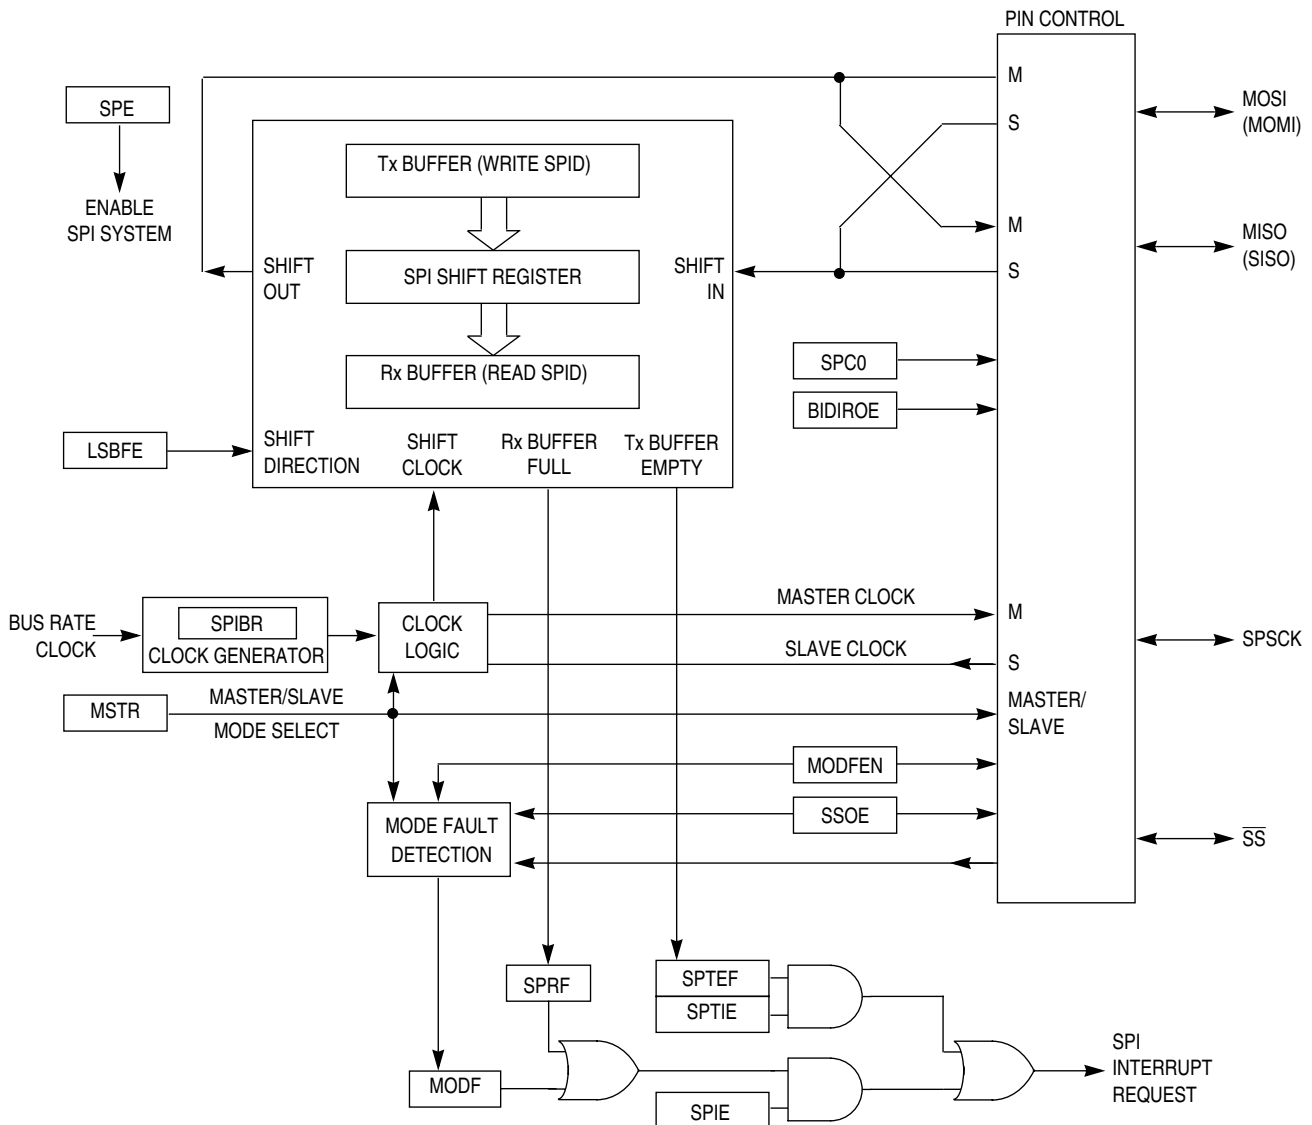 PIN CONTROL
M
MOSI
(MOMI)
S
SPE
ENABLE
SPI SYSTEM
Tx BUFFER (WRITE SPID)
M
MISO
(SISO)
S
SHIFT
OUT
SPI SHIFT REGISTER
SHIFT
IN
Rx BUFFER (READ SPID)
SPC0
BIDIROE
LSBFE
SHIFT
DIRECTION
SHIFT
CLOCK
Rx BUFFER
FULL
Tx BUFFER
EMPTY
BUS RATE
CLOCK
SPIBR
CLOCK GENERATOR
CLOCK
LOGIC
MASTER CLOCK
M
SLAVE CLOCK
S
SPSCK
MSTR
MASTER/SLAVE
MODE SELECT
MASTER/
SLAVE
MODFEN
SSOE
MODE FAULT
DETECTION
SS
SPRF
SPTEF
SPTIE
MODF
SPIE
SPI
INTERRUPT
REQUEST